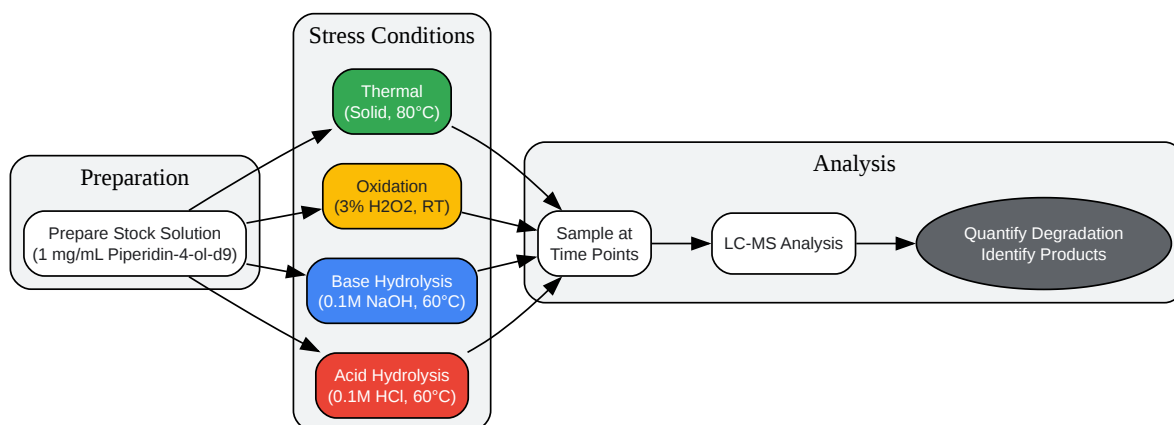 Preparation
Prepare Stock Solution
(1 mg/mL Piperidin-4-ol-d9)
Stress Conditions
Thermal
(Solid, 80°C)
Oxidation
(3% H2O2, RT)
Base Hydrolysis
(0.1M NaOH, 60°C)
Acid Hydrolysis
(0.1M HCl, 60°C)
Analysis
Sample at
Time Points
LC-MS Analysis
Quantify Degradation
Identify Products